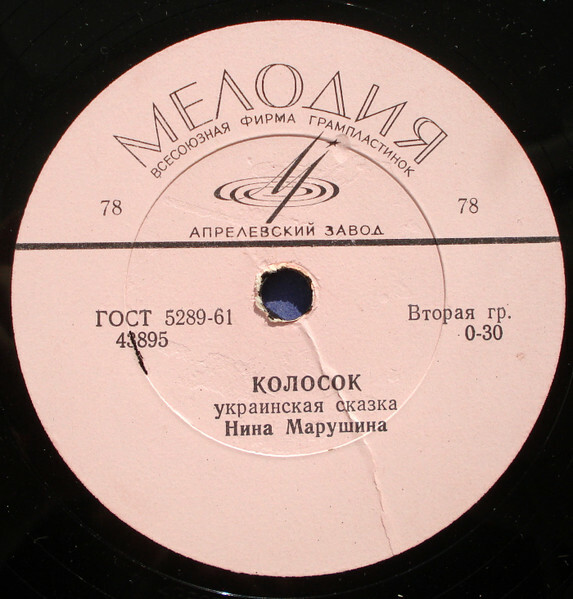 МЕЛОДИЯ
ВСЕСОЮЗНАЯ ФИРМА ГРАМПЛАСТИНОК
78
78
АПРЕЛЕВСКИЙ ЗАВОД
ГОСТ 5289-61
Вторая гр.
43895
0-30
КОЛОСОК
украинская сказка
Нина Марушина